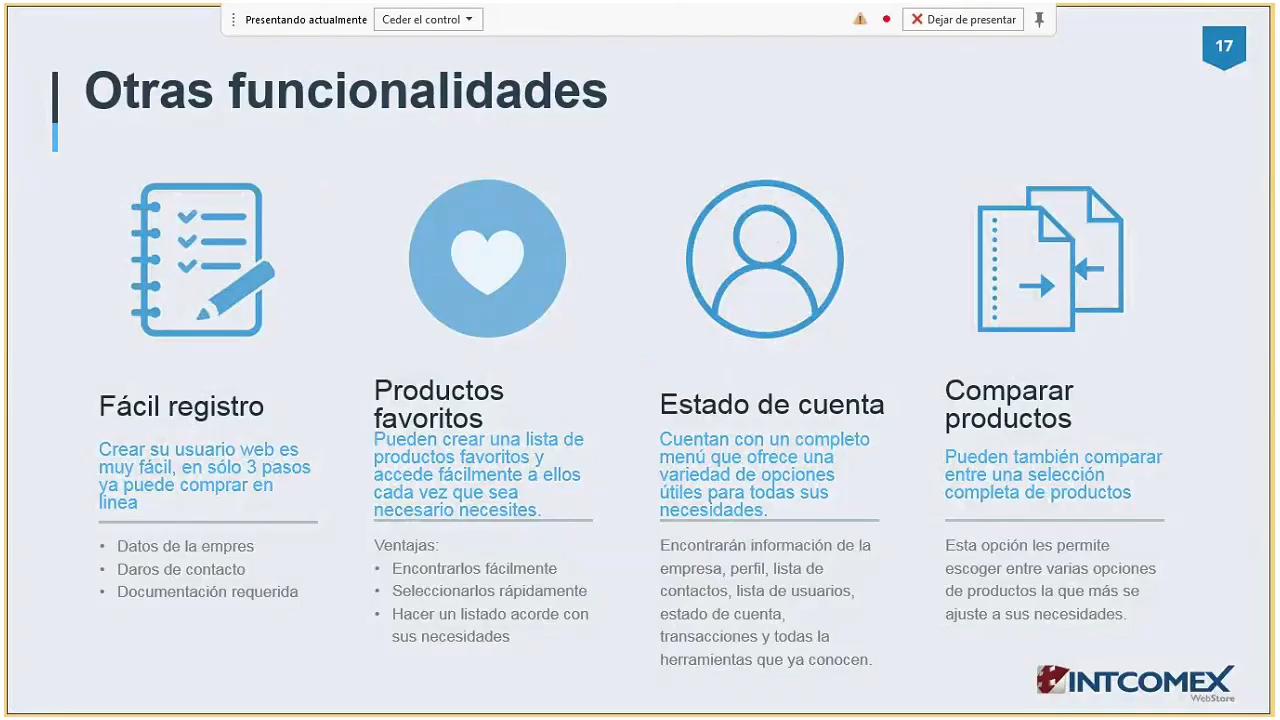 Presentando actualmente
Ceder el control
Dejar de presentar
17
Otras funcionalidades
Fácil registro
Crear su usuario web es
muy fácil, en sólo 3 pasos
ya puede comprar en
línea
• Datos de la empres
• Daros de contacto
• Documentación requerida
Productos
favoritos
Pueden crear una lista de
productos favoritos y
accede fácilmente a ellos
cada vez que sea
necesario necesites.
Ventajas:
• Encontrarlos fácilmente
• Seleccionarlos rápidamente
• Hacer un listado acorde con
sus necesidades
Estado de cuenta
Cuentan con un completo
menú que ofrece una
variedad de opciones
útiles para todas sus
necesidades.
Encontrarán información de la
empresa, perfil, lista de
contactos, lista de usuarios,
estado de cuenta,
transacciones y todas la
herramientas que ya conocen.
Comparar
productos
Pueden también comparar
entre una selección
completa de productos
Esta opción les permite
escoger entre varias opciones
de productos la que más se
ajuste a sus necesidades.
INTCOMEX
WebStore